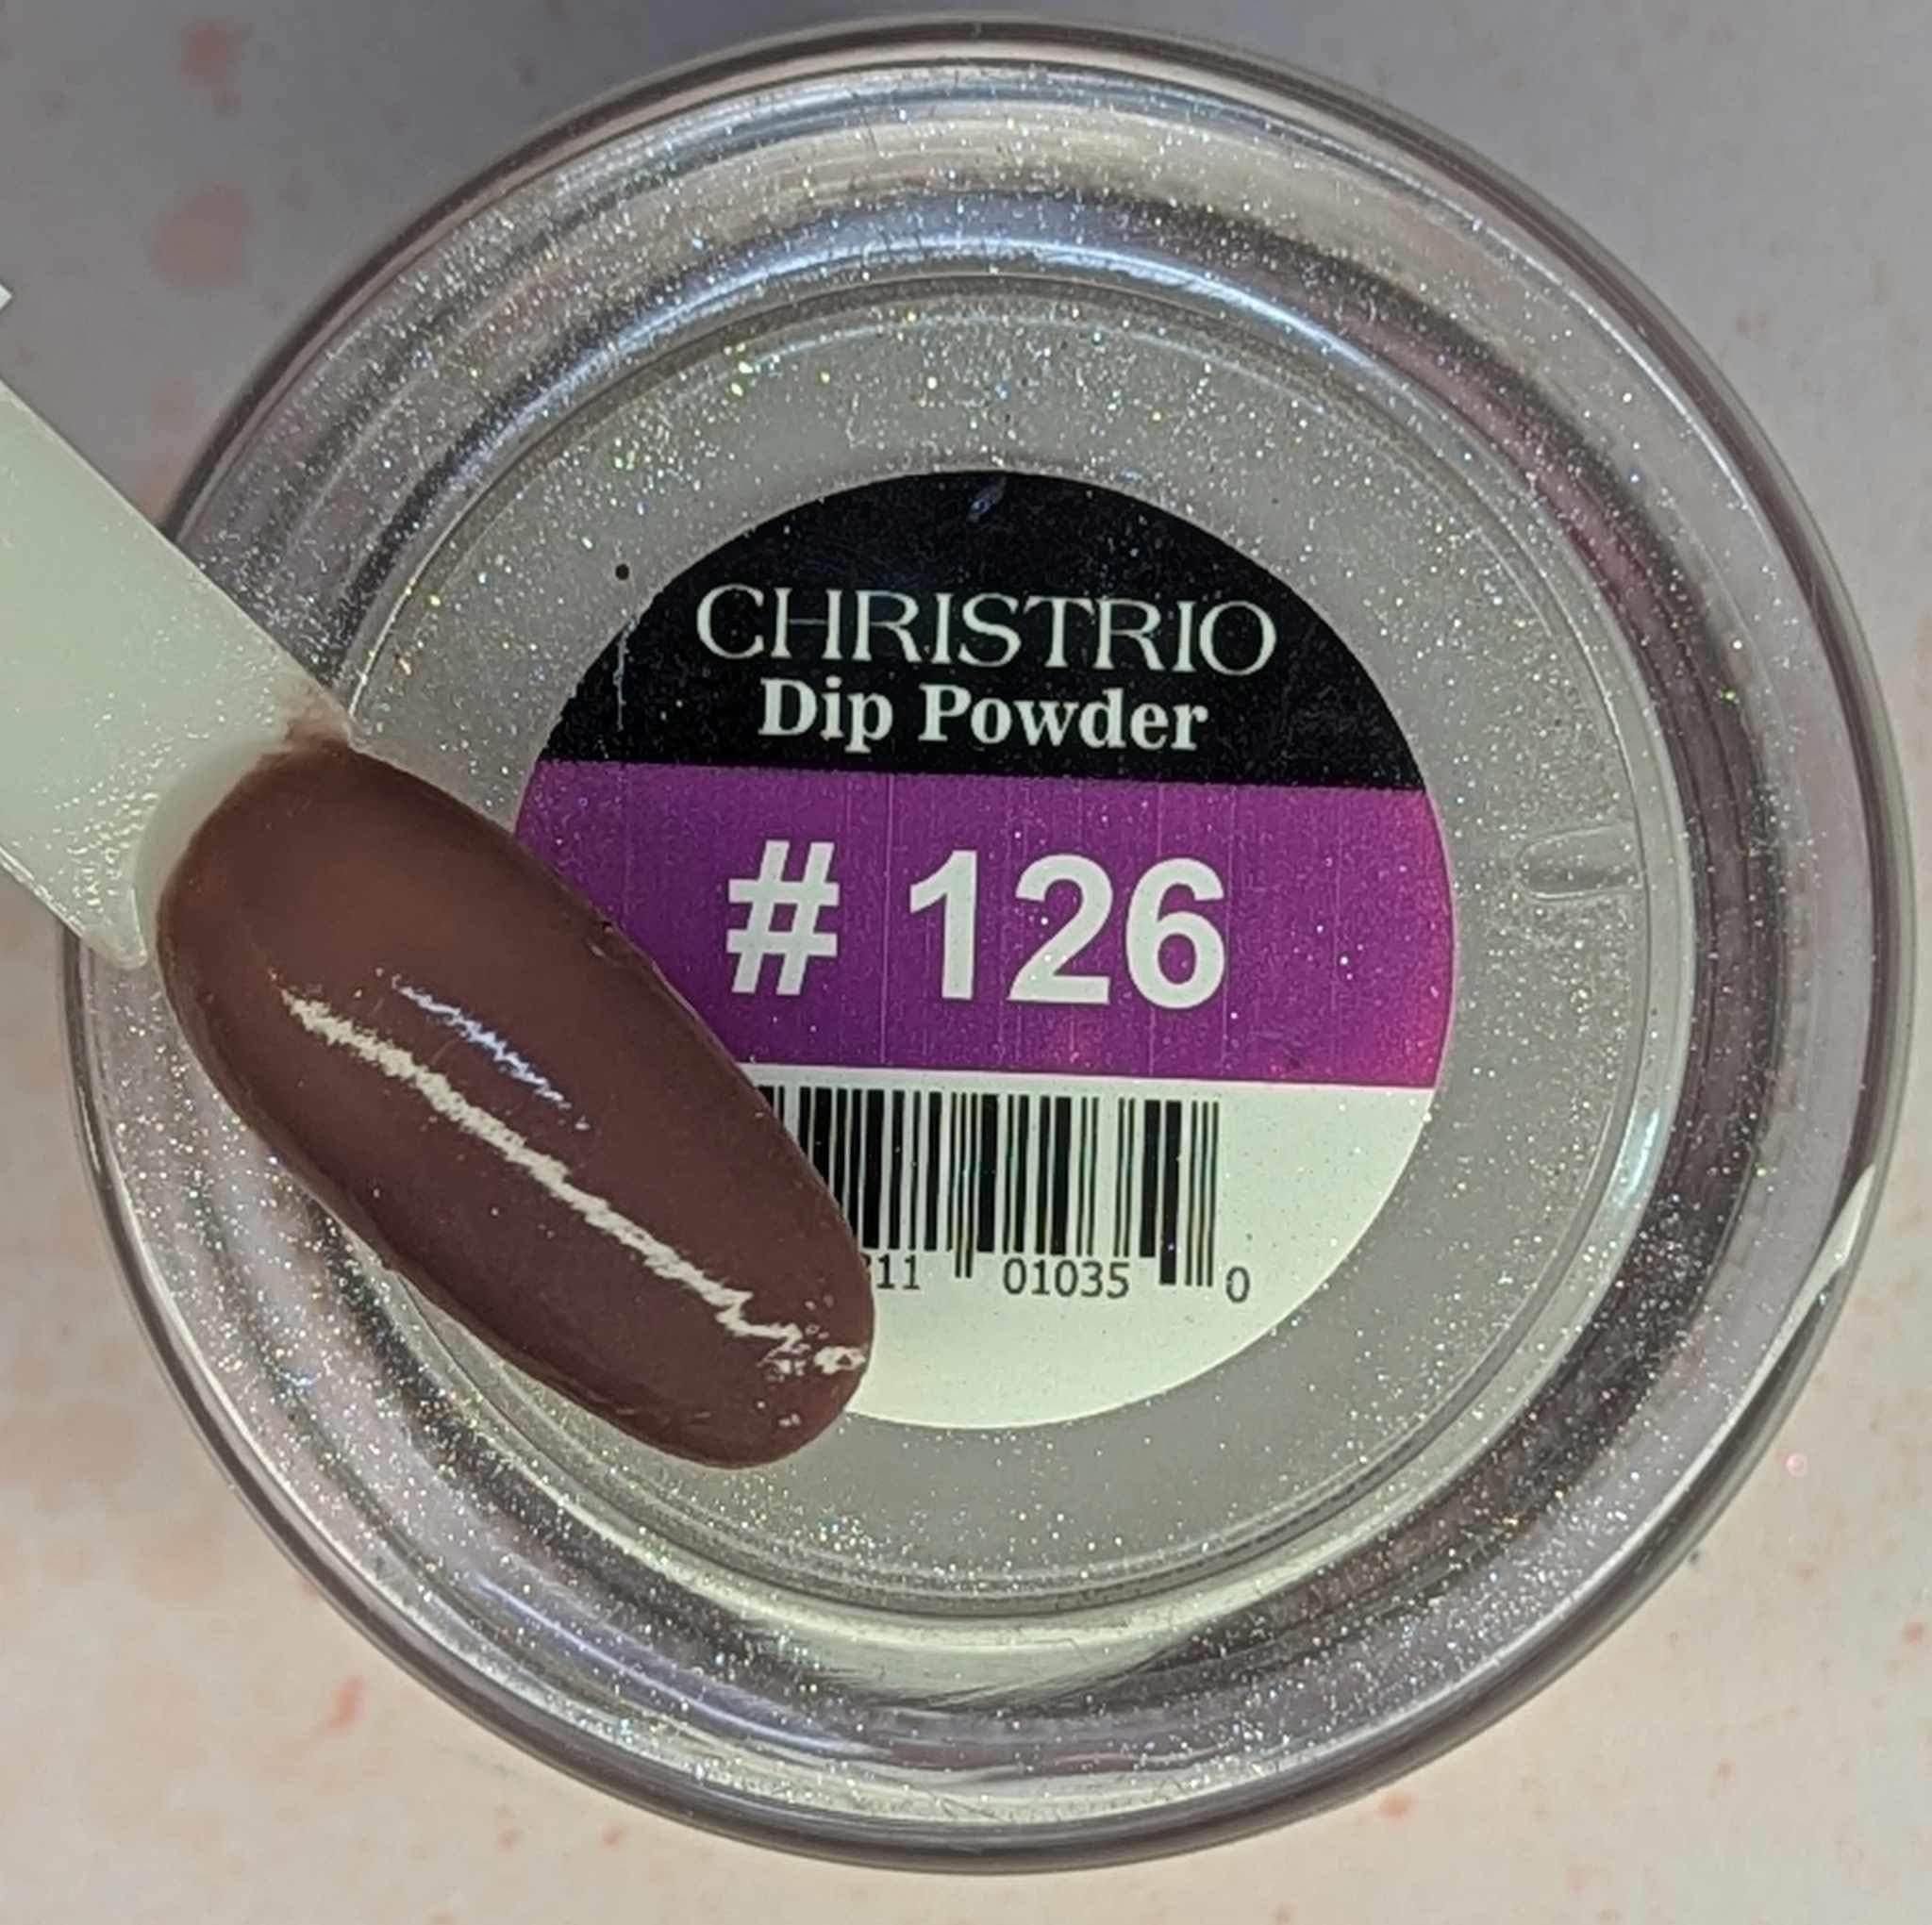 CHRISTRIO
Dip Powder
# 126
11 01035 0